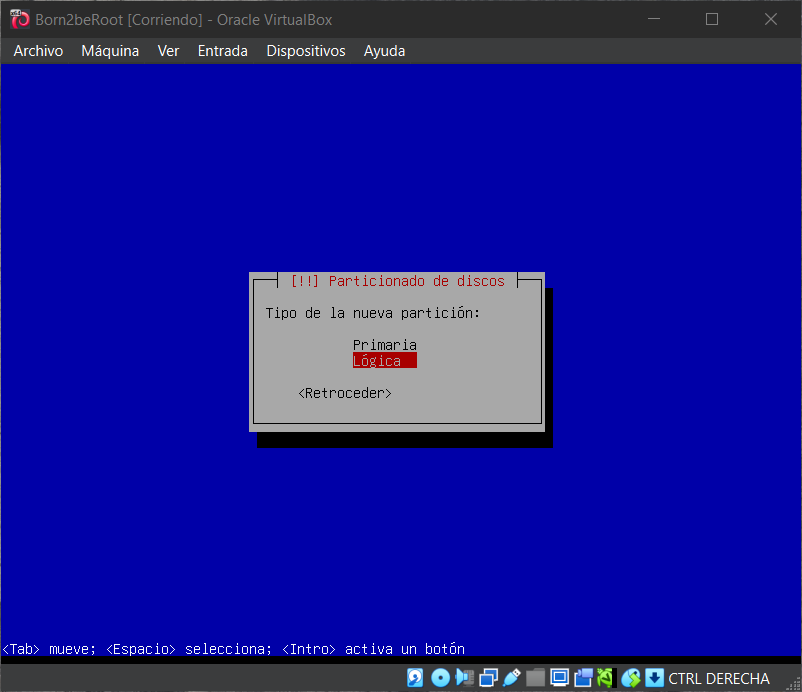 Born2beRoot [Corriendo] - Oracle VirtualBox
Archivo Máquina Ver Entrada Dispositivos Ayuda
[!!] Particionado de discos
Tipo de la nueva partición:
Primaria
Lógica
<Retroceder>
<Tab> mueve; <Espacio> selecciona; <Intro> activa un botón
CTRL DERECHA